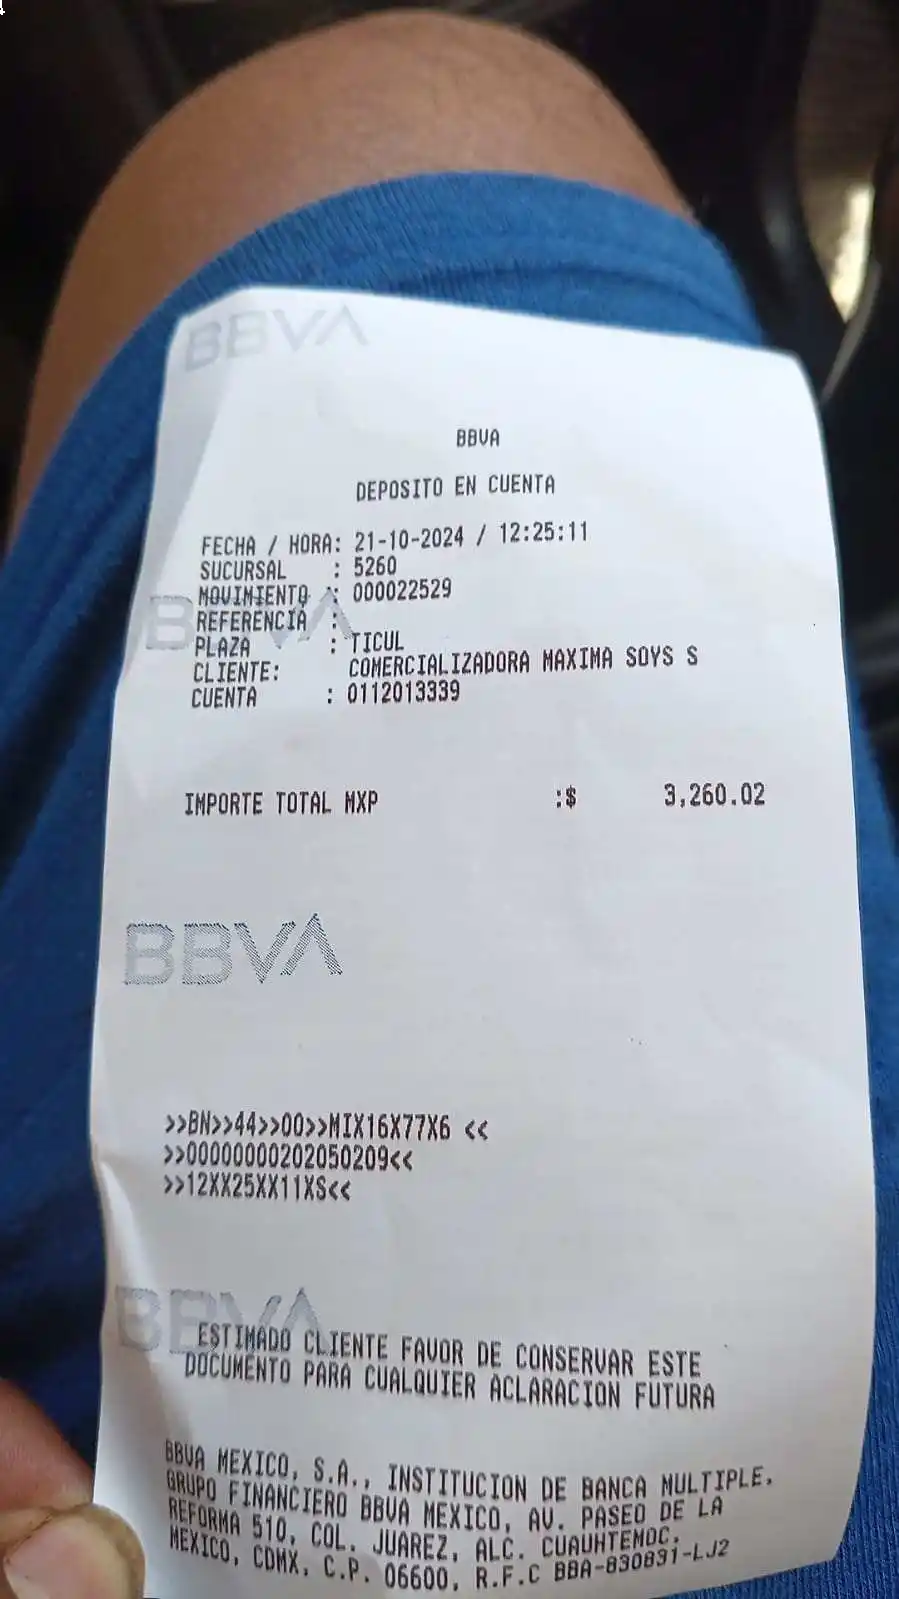 BBVA
BBVA
DEPOSITO EN CUENTA
FECHA / HORA: 21-10-2024 / 12:25:11
SUCURSAL : 5260
MOVIMIENTO : 000022529
REFERENCIA :
PLAZA : TICUL
CLIENTE: COMERCIALIZADORA MAXIMA SOYS S
CUENTA : 0112013339
IMPORTE TOTAL MXP :$ 3,260.02
BBVA
>>BN>>44>>00>>MIX16X77X6 <<
>>00000000202050209<<
>>12XX25XX11XS<<
BBVA
ESTIMADO CLIENTE FAVOR DE CONSERVAR ESTE
DOCUMENTO PARA CUALQUIER ACLARACION FUTURA
BBVA MEXICO, S.A., INSTITUCION DE BANCA MULTIPLE,
GRUPO FINANCIERO BBVA MEXICO, AV. PASEO DE LA
REFORMA 510, COL. JUAREZ, ALC. CUAUHTEMOC,
MEXICO, CDMX, C.P. 06600, R.F.C BBA-830831-LJ2